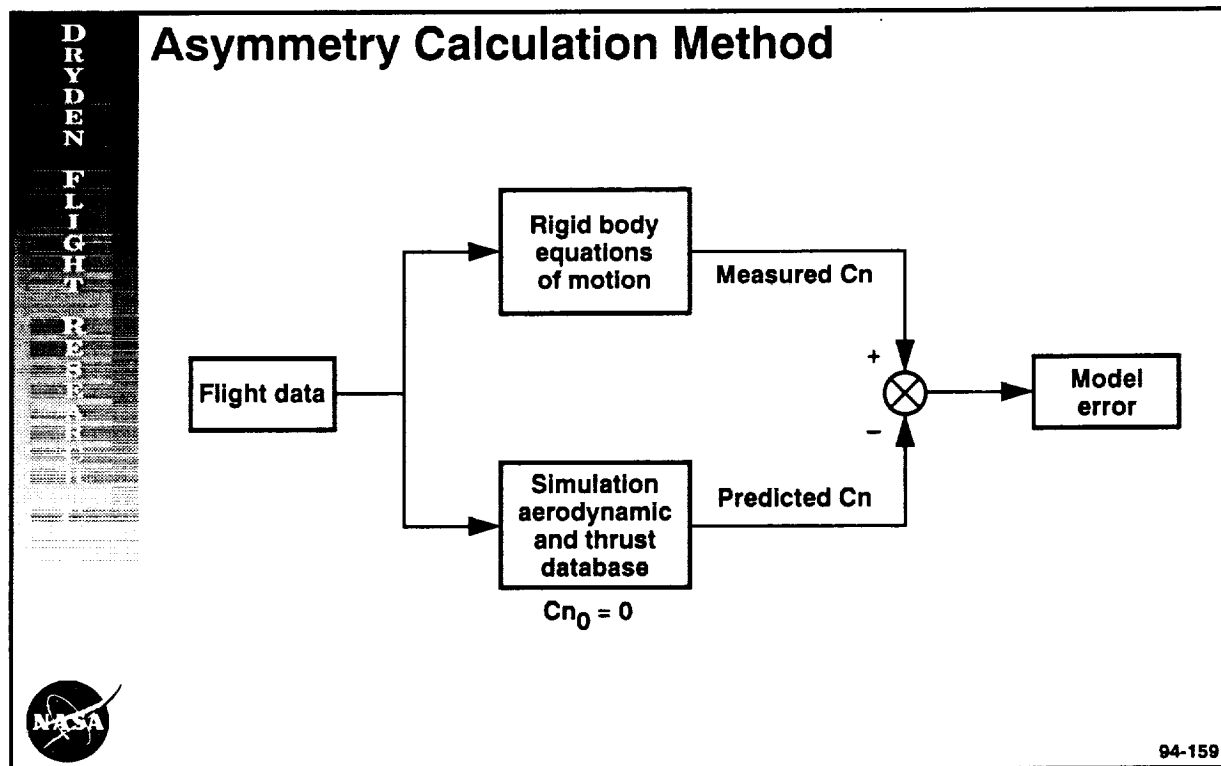 Asymmetry Calculation Method
DRYDEN FLIGHT RESEA
Rigid body
equations
of motion
Measured Cn
+
Flight data
Model
error
−
Simulation
aerodynamic
and thrust
database
Predicted Cn
Cn0 = 0
NASA
94-159